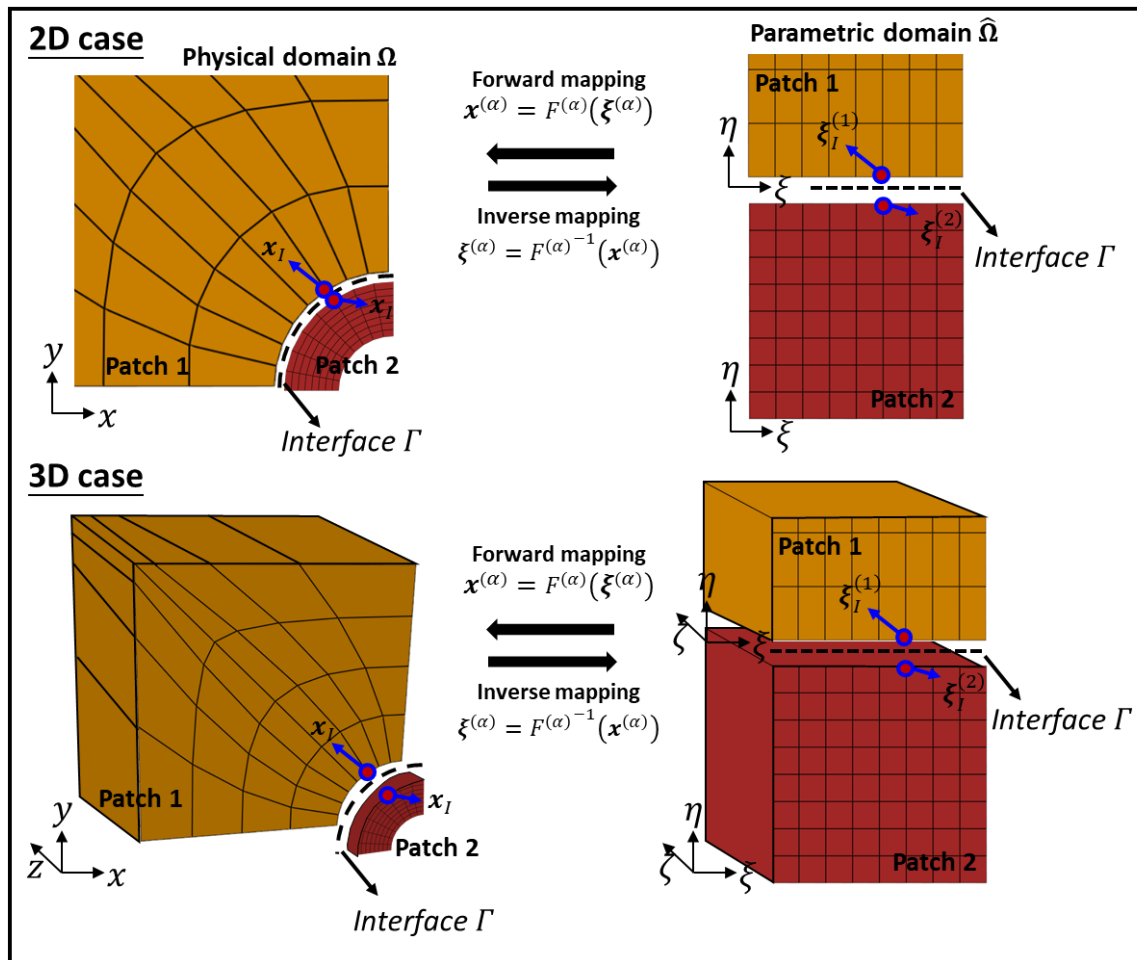 2D case
Physical domain Ω
Parametric domain Ω̂
Forward mapping
𝒙^(α) = F^(α)(𝝃^(α))
Inverse mapping
ξ^(α) = F^(α)^−1(𝒙^(α))
𝒙_I
𝒙_I
Patch 1
Patch 2
y
x
Interface Γ
Patch 1
η
ξ
𝝃_I^(1)
𝝃_I^(2)
Interface Γ
Patch 2
η
ξ
3D case
Forward mapping
𝒙^(α) = F^(α)(𝝃^(α))
Inverse mapping
ξ^(α) = F^(α)^−1(𝒙^(α))
𝒙_I
𝒙_I
Patch 1
Patch 2
y
z
x
Interface Γ
Patch 1
η
ζ
ξ
𝝃_I^(1)
𝝃_I^(2)
Interface Γ
Patch 2
η
ζ
ξ